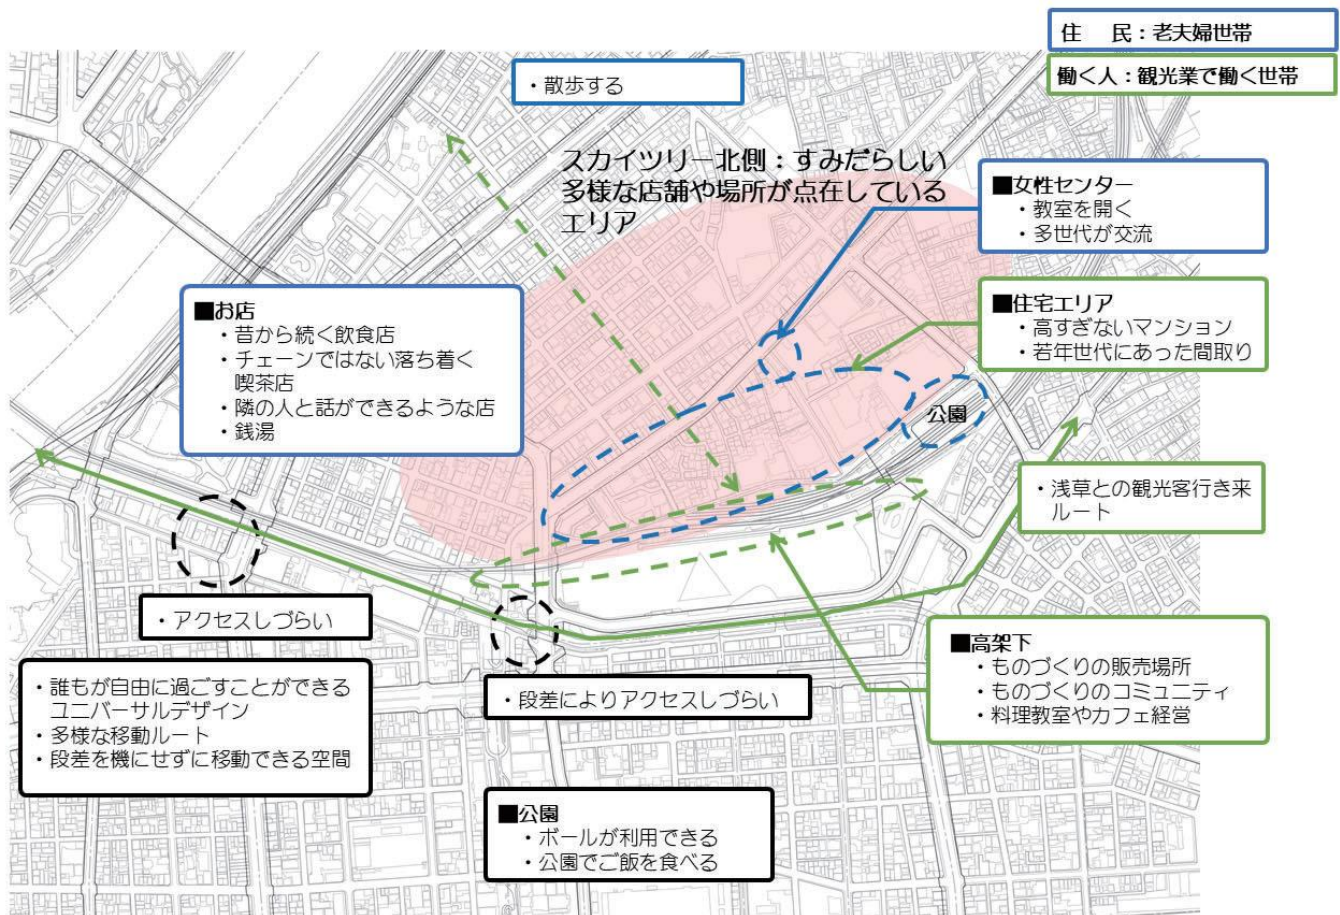 住　民：老夫婦世帯
働く人：観光業で働く世帯
・散歩する
スカイツリー北側：すみだらしい
多様な店舗や場所が点在している
エリア
■女性センター
・教室を開く
・多世代が交流
■お店
・昔から続く飲食店
・チェーンではない落ち着く
喫茶店
・隣の人と話ができるような店
・銭湯
■住宅エリア
・高すぎないマンション
・若年世代にあった間取り
公園
・浅草との観光客行き来
ルート
・アクセスしづらい
・誰もが自由に過ごすことができる
ユニバーサルデザイン
・多様な移動ルート
・段差を機にせずに移動できる空間
・段差によりアクセスしづらい
■高架下
・ものづくりの販売場所
・ものづくりのコミュニティ
・料理教室やカフェ経営
■公園
・ボールが利用できる
・公園でご飯を食べる